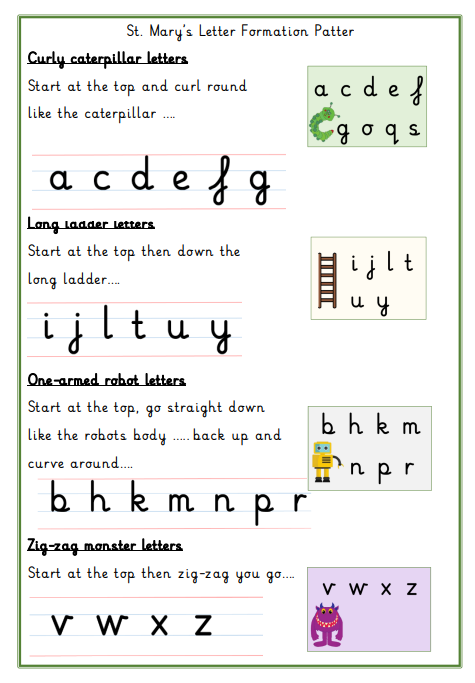 St. Mary's Letter Formation Patter
Curly caterpillar letters
Start at the top and curl round
like the caterpillar ....
a c d e f
g o q s
a c d e f g
Long ladder letters
Start at the top then down the
long ladder....
i j l t
u y
i j l t u y
One-armed robot letters
Start at the top, go straight down
like the robots body ..... back up and
curve around....
b h k m
n p r
b h k m n p r
Zig-zag monster letters
Start at the top then zig-zag you go....
v w x z
v w x z